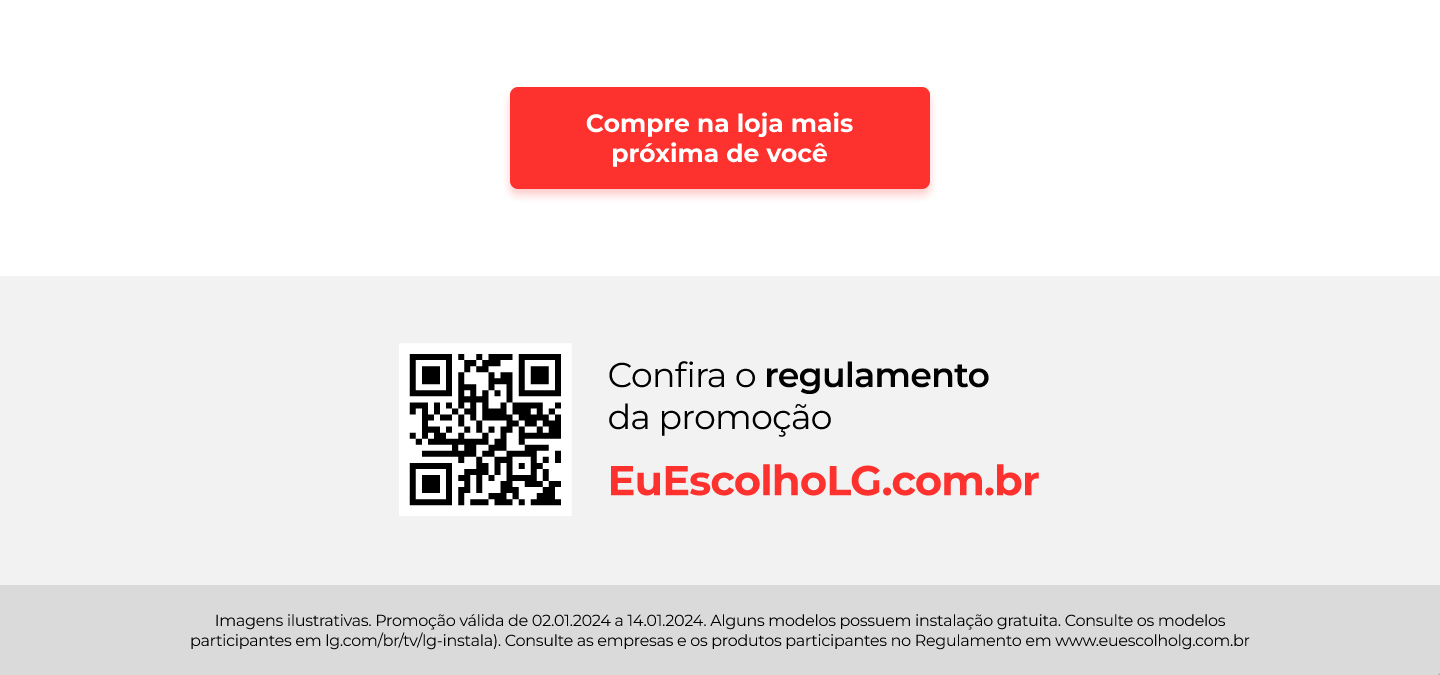 Compre na loja mais
próxima de você
Confira o regulamento
da promoção
EuEscolhoLG.com.br
Imagens ilustrativas. Promoção válida de 02.01.2024 a 14.01.2024. Alguns modelos possuem instalação gratuita. Consulte os modelos
participantes em lg.com/br/tv/lg-instala). Consulte as empresas e os produtos participantes no Regulamento em www.euescolholg.com.br